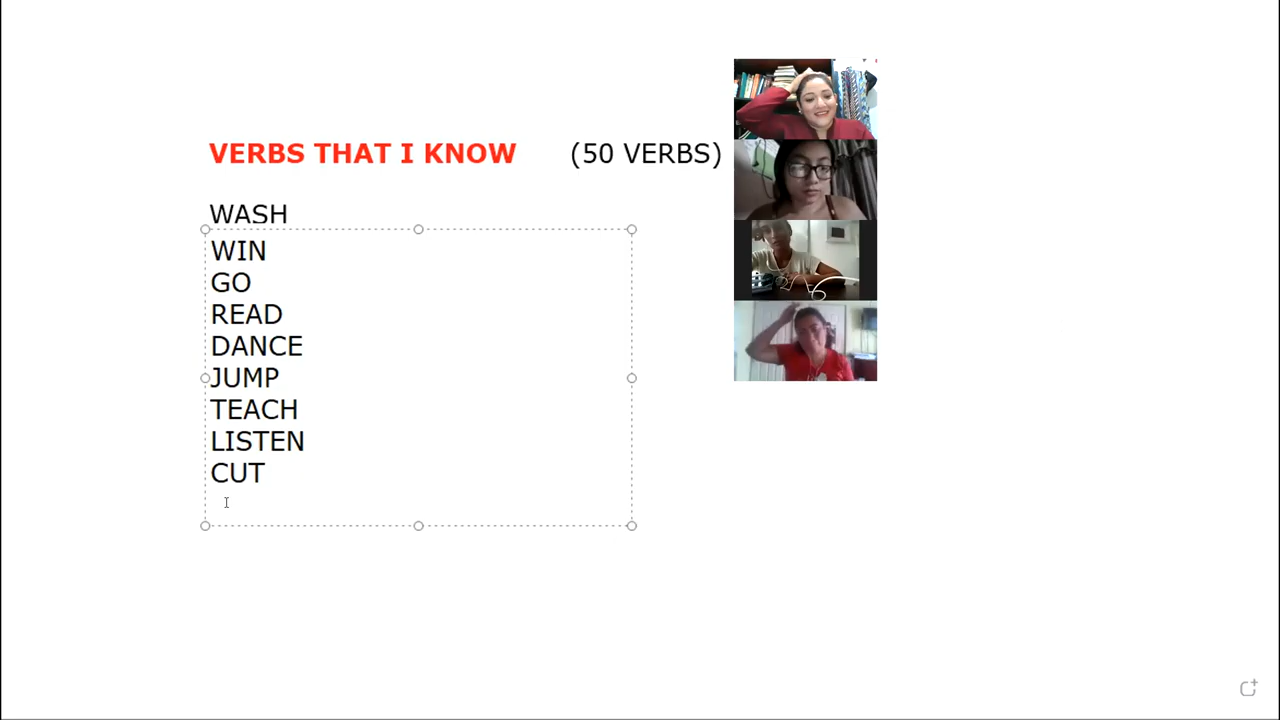 VERBS THAT I KNOW (50 VERBS)
WASH
WIN
GO
READ
DANCE
JUMP
TEACH
LISTEN
CUT